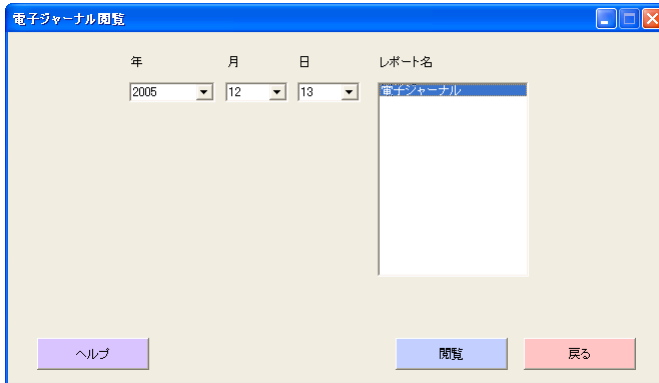 電子ジャーナル閲覧
年 月 日 レポート名
2005 12 13 電子ジャーナル
ヘルプ 閲覧 戻る